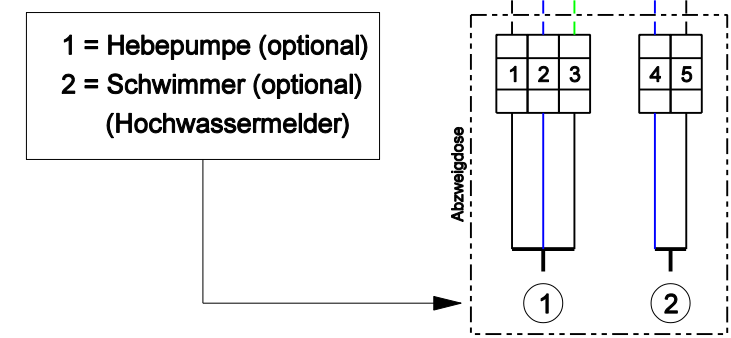 1 = Hebepumpe (optional)
2 = Schwimmer (optional)
(Hochwassermelder)
1 2 3 4 5
Abzweigdose
1 2